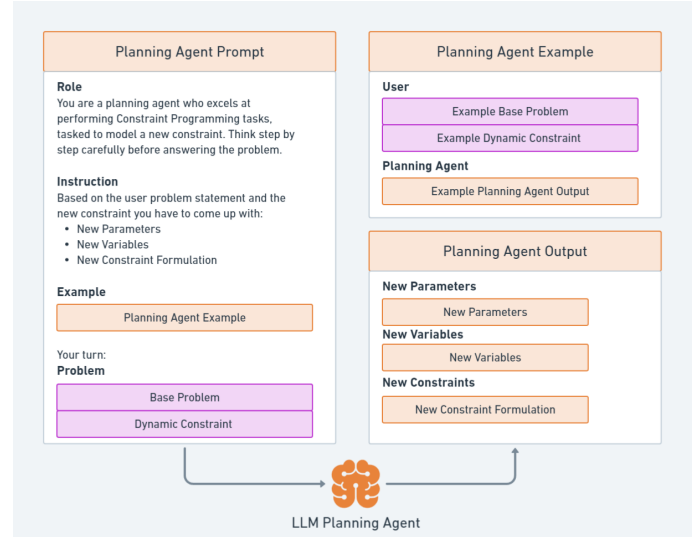 Planning Agent Prompt
Role
You are a planning agent who excels at
performing Constraint Programming tasks,
tasked to model a new constraint. Think step by
step carefully before answering the problem.
Instruction
Based on the user problem statement and the
new constraint you have to come up with:
• New Parameters
• New Variables
• New Constraint Formulation
Example
Planning Agent Example
Your turn:
Problem
Base Problem
Dynamic Constraint
Planning Agent Example
User
Example Base Problem
Example Dynamic Constraint
Planning Agent
Example Planning Agent Output
Planning Agent Output
New Parameters
New Parameters
New Variables
New Variables
New Constraints
New Constraint Formulation
LLM Planning Agent